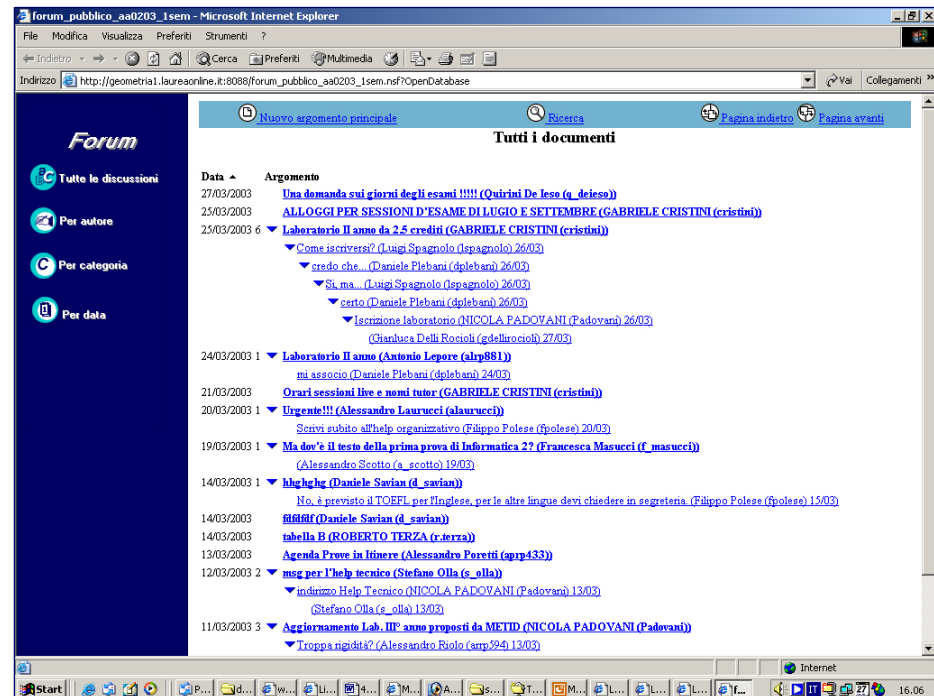 forum_pubblico_aa0203_1sem - Microsoft Internet Explorer
File Modifica Visualizza Preferiti Strumenti ?
Indietro Cerca Preferiti Multimedia
Indirizzo http://geometria1.laureaonline.it:8088/forum_pubblico_aa0203_1sem.nsf?OpenDatabase Vai Collegamenti »
Nuovo argomento principale Ricerca Pagina indietro Pagina avanti
Forum
Tutti i documenti
Tutte le discussioni
Per autore
Per categoria
Per data
Data Argomento
27/03/2003 Una domanda sui giorni degli esami !!!!! (Quirini De Ieso (q_deieso))
25/03/2003 ALLOGGI PER SESSIONI D'ESAME DI LUGIO E SETTEMBRE (GABRIELE CRISTINI (cristini))
25/03/2003 6 Laboratorio II anno da 2.5 crediti (GABRIELE CRISTINI (cristini))
Come iscriversi? (Luigi Spagnolo (lspagnolo) 26/03)
credo che... (Daniele Plebani (dplebani) 26/03)
Si, ma... (Luigi Spagnolo (lspagnolo) 26/03)
certo (Daniele Plebani (dplebani) 26/03)
Iscrizione laboratorio (NICOLA PADOVANI (Padovani) 26/03)
(Gianluca Delli Rocioli (gdellirocioli) 27/03)
24/03/2003 1 Laboratorio II anno (Antonio Lepore (alrp881))
mi associo (Daniele Plebani (dplebani) 24/03)
21/03/2003 Orari sessioni live e nomi tutor (GABRIELE CRISTINI (cristini))
20/03/2003 1 Urgente!!! (Alessandro Laurucci (alaurucci))
Scrivi subito all'help organizzativo (Filippo Polese (fpolese) 20/03)
19/03/2003 1 Ma dov'è il testo della prima prova di Informatica 2? (Francesca Masucci (f_masucci))
(Alessandro Scotto (a_scotto) 19/03)
14/03/2003 1 hhghghg (Daniele Savian (d_savian))
No, è previsto il TOEFL per l'Inglese, per le altre lingue devi chiedere in segreteria. (Filippo Polese (fpolese) 15/03)
14/03/2003 fdfdfdf (Daniele Savian (d_savian))
14/03/2003 tabella B (ROBERTO TERZA (r.terza))
13/03/2003 Agenda Prove in Itinere (Alessandro Poretti (aprp433))
12/03/2003 2 msg per l'help tecnico (Stefano Olla (s_olla))
indirizzo Help Tecnico (NICOLA PADOVANI (Padovani) 13/03)
(Stefano Olla (s_olla) 13/03)
11/03/2003 3 Aggiornamento Lab. III° anno proposti da METID (NICOLA PADOVANI (Padovani))
Troppa rigidità? (Alessandro Riolo (arrp594) 13/03)
Internet
Start P... d... w... Li... 4... M... A... s... T... M... L... L... L... f... IT 16.06